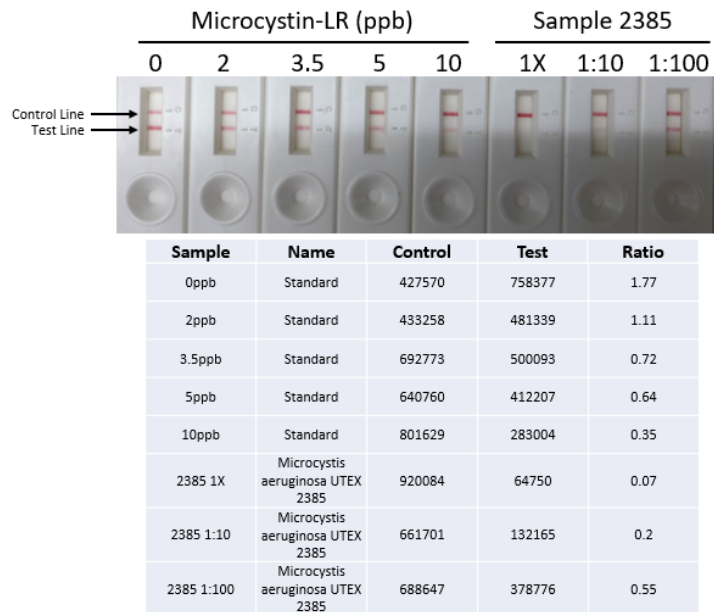 Microcystin-LR (ppb) Sample 2385
0 2 3.5 5 10 1X 1:10 1:100
Control Line
Test Line
Sample Name Control Test Ratio
0ppb Standard 427570 758377 1.77
2ppb Standard 433258 481339 1.11
3.5ppb Standard 692773 500093 0.72
5ppb Standard 640760 412207 0.64
10ppb Standard 801629 283004 0.35
Microcystis
2385 1X aeruginosa UTEX 920084 64750 0.07
2385
Microcystis
2385 1:10 aeruginosa UTEX 661701 132165 0.2
2385
Microcystis
2385 1:100 aeruginosa UTEX 688647 378776 0.55
2385